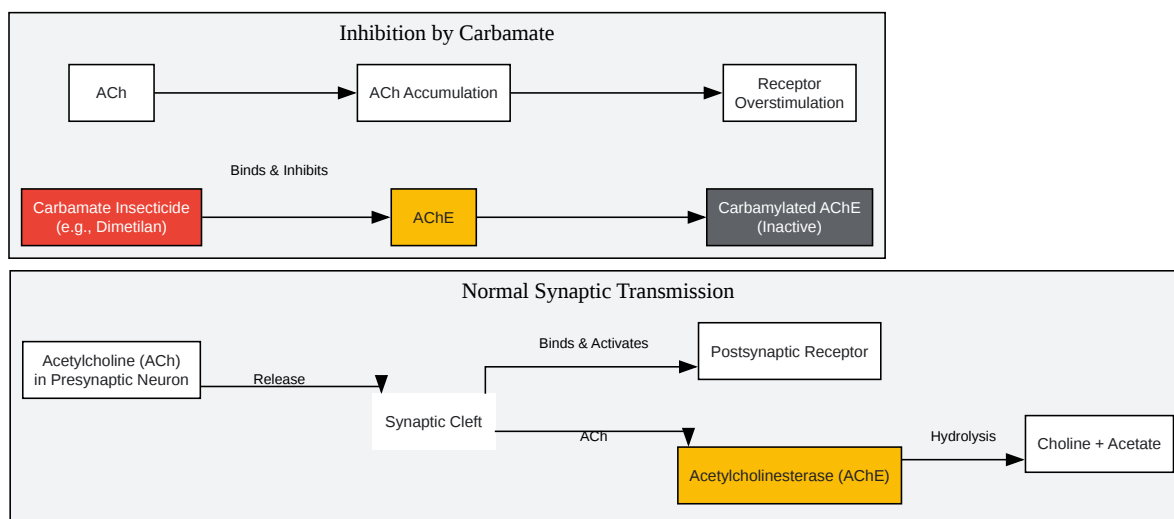 Inhibition by Carbamate
ACh
ACh Accumulation
Receptor
Overstimulation
Binds & Inhibits
Carbamate Insecticide
(e.g., Dimetilan)
AChE
Carbamylated AChE
(Inactive)
Normal Synaptic Transmission
Acetylcholine (ACh)
in Presynaptic Neuron
Release
Synaptic Cleft
Binds & Activates
Postsynaptic Receptor
ACh
Acetylcholinesterase (AChE)
Hydrolysis
Choline + Acetate